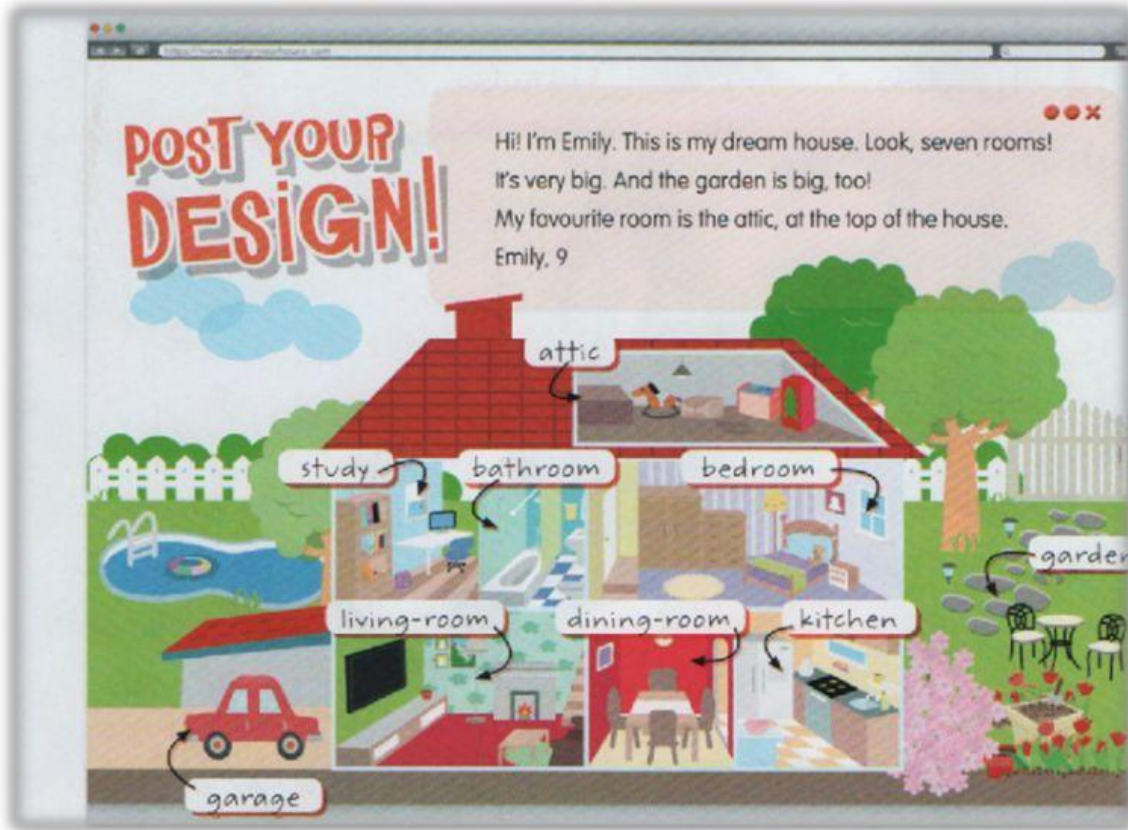 POST YOUR
DESIGN!
Hi! I'm Emily. This is my dream house. Look, seven rooms!
It's very big. And the garden is big, too!
My favourite room is the attic, at the top of the house.
Emily, 9
attic
study
bathroom
bedroom
garden
living-room
dining-room
kitchen
garage